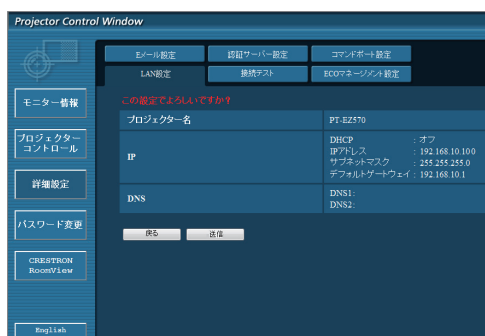 Projector Control Window
Eメール設定 認証サーバー設定 コマンドポート設定
LAN設定 接続テスト ECOマネージメント設定
モニター情報
プロジェクター
コントロール
詳細設定
パスワード変更
CRESTRON
RoomView
English
この設定でよろしいですか?
プロジェクター名 PT-EZ570
IP
DHCP : オフ
IPアドレス : 192.168.10.100
サブネットマスク : 255.255.255.0
デフォルトゲートウェイ : 192.168.10.1
DNS
DNS1:
DNS2:
戻る 送信